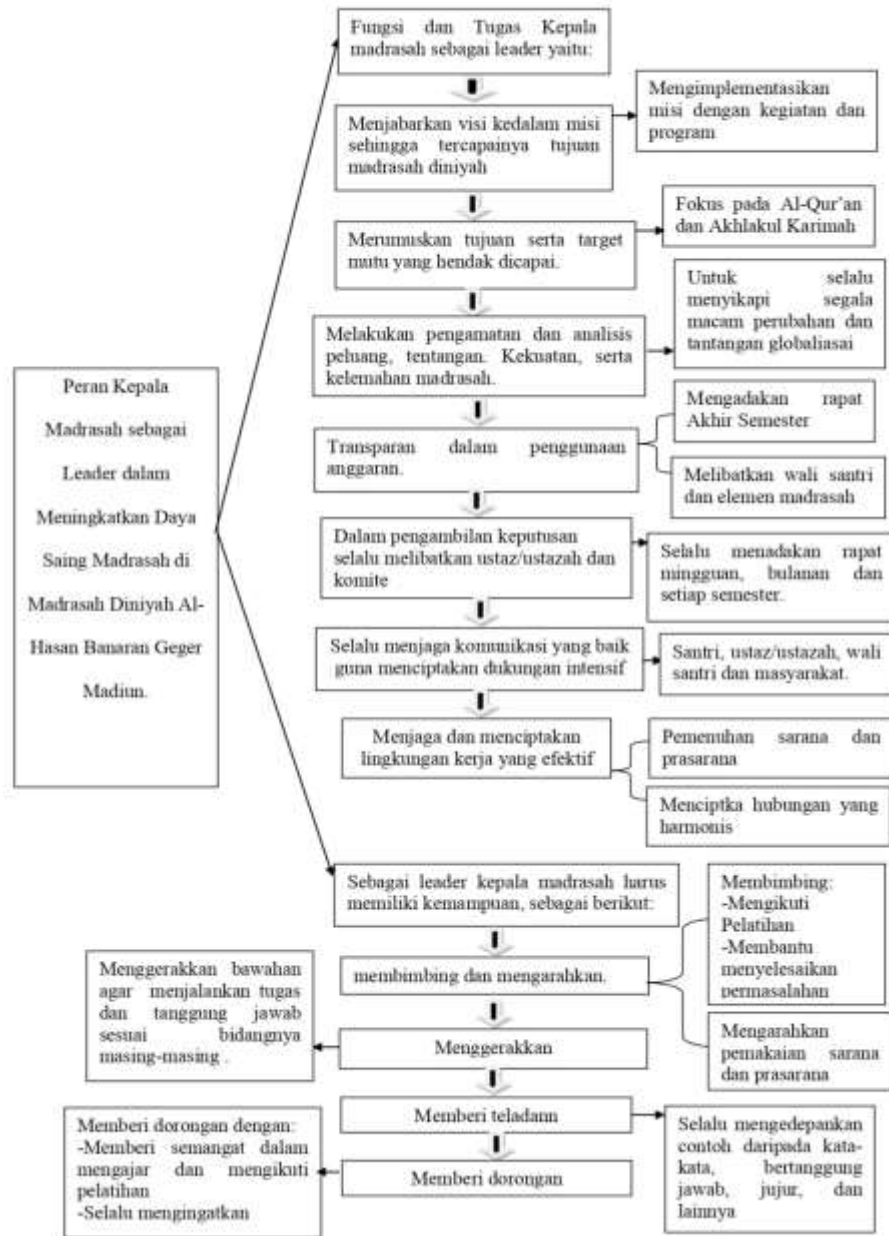 Fungsi dan Tugas Kepala
madrasah sebagai leader yaitu:
Menjabarkan visi kedalam misi
sehingga tercapainya tujuan
madrasah diniyah
Mengimplementasikan
misi dengan kegiatan dan
program
Merumuskan tujuan serta target
mutu yang hendak dicapai.
Fokus pada Al-Qur'an
dan Akhlakul Karimah
Melakukan pengamatan dan analisis
peluang, tentangan. Kekuatan, serta
kelemahan madrasah.
Untuk selalu
menyikapi segala
macam perubahan dan
tantangan globaliasai
Peran Kepala
Madrasah sebagai
Leader dalam
Meningkatkan Daya
Saing Madrasah di
Madrasah Diniyah Al-
Hasan Banaran Geger
Madiun.
Transparan dalam penggunaan
anggaran.
Mengadakan rapat
Akhir Semester
Melibatkan wali santri
dan elemen madrasah
Dalam pengambilan keputusan
selalu melibatkan ustaz/ustazah dan
komite
Selalu menadakan rapat
mingguan, bulanan dan
setiap semester.
Selalu menjaga komunikasi yang baik
guna menciptakan dukungan intensif
Santri, ustaz/ustazah, wali
santri dan masyarakat.
Menjaga dan menciptakan
lingkungan kerja yang efektif
Pemenuhan sarana dan
prasarana
Menciptka hubungan yang
harmonis
Sebagai leader kepala madrasah harus
memiliki kemampuan, sebagai berikut:
membimbing dan mengarahkan.
Membimbing:
-Mengikuti
Pelatihan
-Membantu
menyelesaikan
permasalahan
Mengarahkan
pemakaian sarana
dan prasarana
Menggerakkan
Menggerakkan bawahan
agar menjalankan tugas
dan tanggung jawab
sesuai bidangnya
masing-masing .
Memberi teladann
Selalu mengedepankan
contoh daripada kata-
kata, bertanggung
jawab, jujur, dan
lainnya
Memberi dorongan
Memberi dorongan dengan:
-Memberi semangat dalam
mengajar dan mengikuti
pelatihan
-Selalu mengingatkan